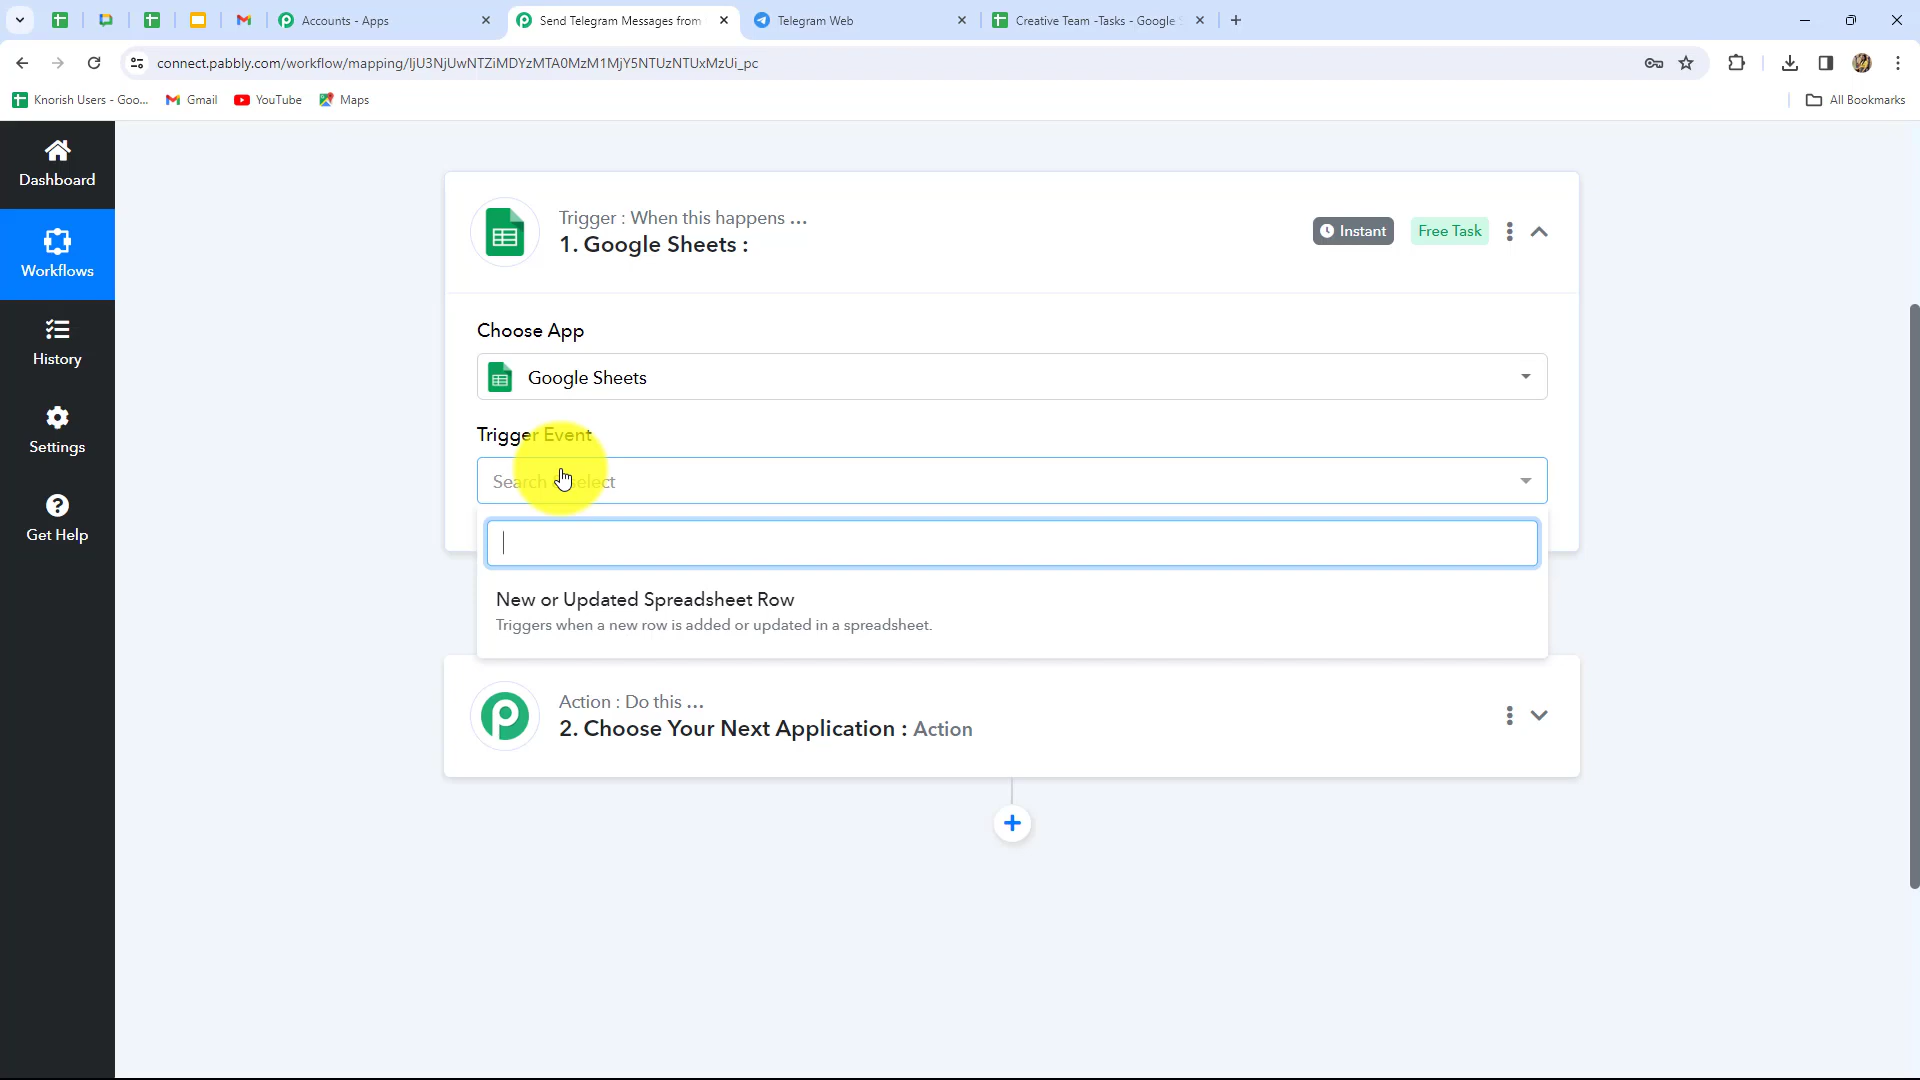 Accounts - Apps
Send Telegram Messages from
Telegram Web
Creative Team -Tasks - Google
connect.pabbly.com/workflow/mapping/IjU3NjUwNTZiMDYzMTA0MzM1MjY5NTUzNTUxMzUi_pc
Knorish Users - Goo...
Gmail
YouTube
Maps
All Bookmarks
Dashboard
Workflows
History
Settings
Get Help
Trigger : When this happens ...
1. Google Sheets :
Instant
Free Task
Choose App
Google Sheets
Trigger Event
Search & select
New or Updated Spreadsheet Row
Triggers when a new row is added or updated in a spreadsheet.
Action : Do this ...
2. Choose Your Next Application : Action